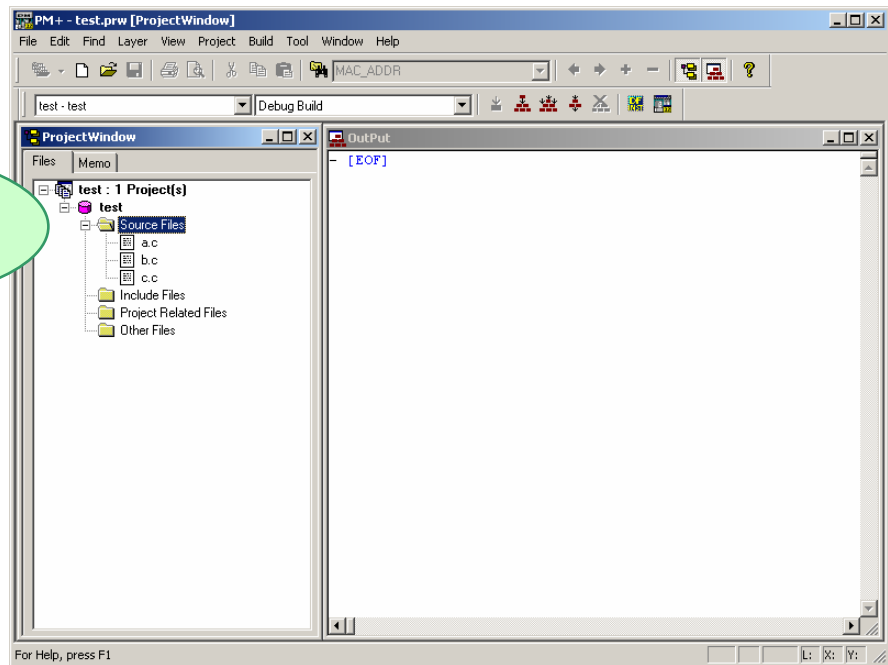 PM+ - test.prw [ProjectWindow]
File Edit Find Layer View Project Build Tool Window Help
MAC_ADDR
test - test
Debug Build
ProjectWindow
OutPut
Files
Memo
- [EOF]
test : 1 Project(s)
test
Source Files
a.c
b.c
c.c
Include Files
Project Related Files
Other Files
For Help, press F1
L: X: Y: